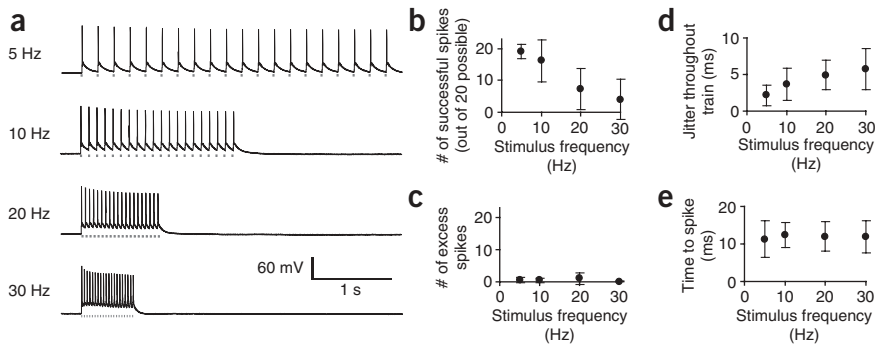 a
5 Hz
10 Hz
20 Hz
30 Hz
60 mV
1 s
b
# of successful spikes
(out of 20 possible)
20
10
0
0 10 20 30
Stimulus frequency
(Hz)
c
# of excess
spikes
20
10
0
0 10 20 30
Stimulus frequency
(Hz)
d
Jitter throughout
train (ms)
10
5
0
0 10 20 30
Stimulus frequency
(Hz)
e
Time to spike
(ms)
20
10
0
0 10 20 30
Stimulus frequency
(Hz)